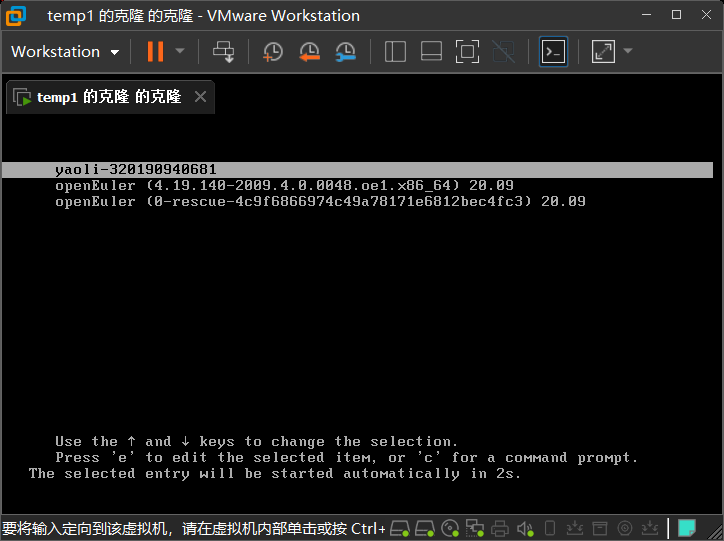 temp1 的克隆 的克隆 - VMware Workstation
Workstation
temp1 的克隆 的克隆
yaoli-320190940681
openEuler (4.19.140-2009.4.0.0048.oe1.x86_64) 20.09
openEuler (0-rescue-4c9f6866974c49a78171e6812bec4fc3) 20.09
Use the ↑ and ↓ keys to change the selection.
Press 'e' to edit the selected item, or 'c' for a command prompt.
The selected entry will be started automatically in 2s.
要将输入定向到该虚拟机，请在虚拟机内部单击或按 Ctrl+